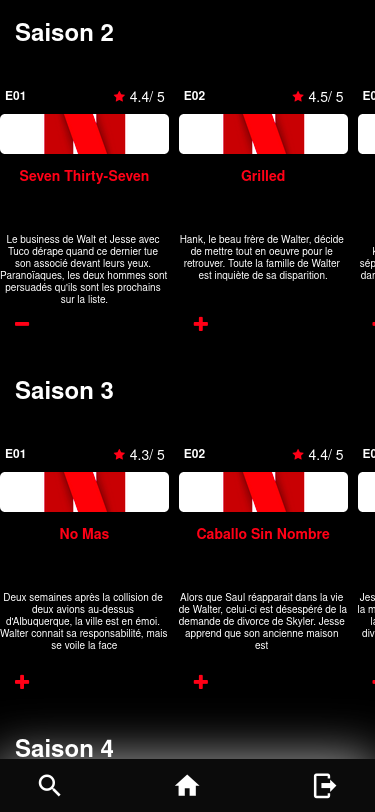 Saison 2
E01
4.4/ 5
E02
4.5/ 5
Seven Thirty-Seven
Grilled
Le business de Walt et Jesse avec
Tuco dérape quand ce dernier tue
son associé devant leurs yeux.
Paranoïaques, les deux hommes sont
persuadés qu'ils sont les prochains
sur la liste.
Hank, le beau frère de Walter, décide
de mettre tout en oeuvre pour le
retrouver. Toute la famille de Walter
est inquiète de sa disparition.
Saison 3
E01
4.3/ 5
E02
4.4/ 5
No Mas
Caballo Sin Nombre
Deux semaines après la collision de
deux avions au-dessus
d'Albuquerque, la ville est en émoi.
Walter connait sa responsabilité, mais
se voile la face
Alors que Saul réapparait dans la vie
de Walter, celui-ci est désespéré de la
demande de divorce de Skyler. Jesse
apprend que son ancienne maison
est
Saison 4